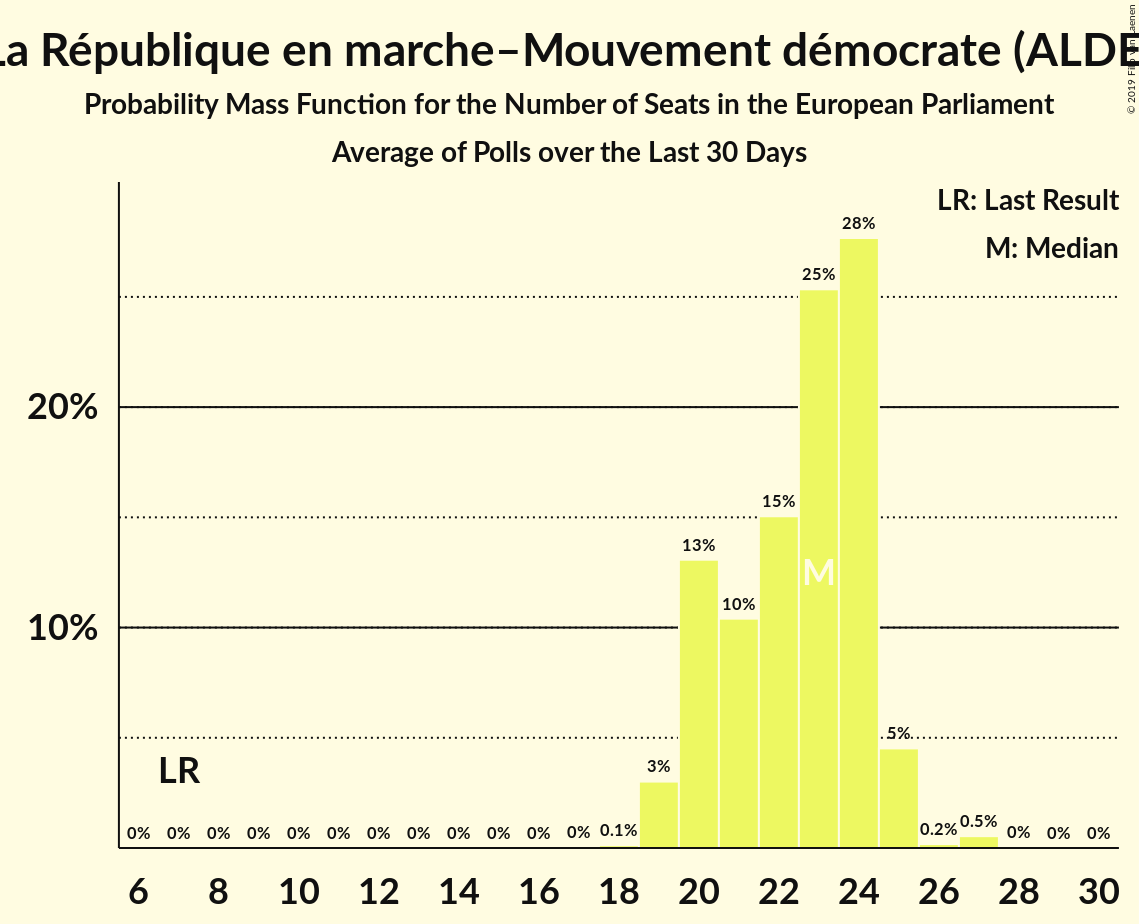 La République en marche–Mouvement démocrate (ALDE
Probability Mass Function for the Number of Seats in the European Parliament
Average of Polls over the Last 30 Days
LR: Last Result
M: Median
28%
25%
20%
15%
13%
M
10%
10%
5%
LR
3%
0% 0% 0% 0% 0% 0% 0% 0% 0% 0% 0% 0% 0.1% 0.2% 0.5% 0% 0% 0%
6 8 10 12 14 16 18 20 22 24 26 28 30
© 2019